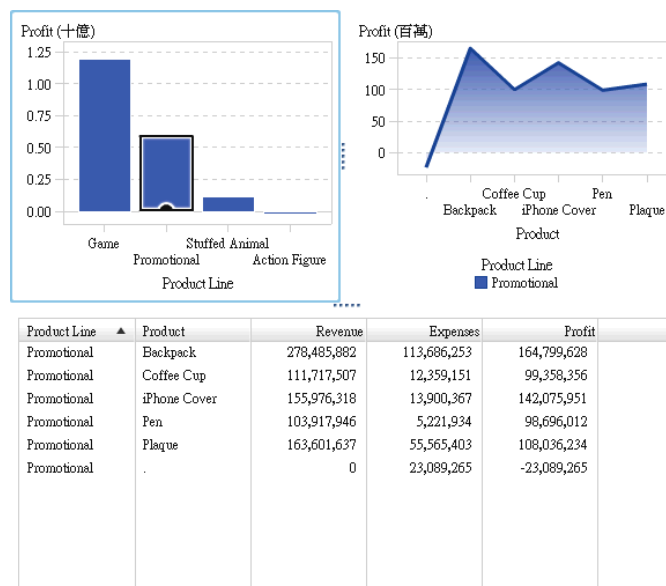 Profit (十億)
1.25
1.00
0.75
0.50
0.25
0.00
Game
Promotional
Stuffed Animal
Action Figure
Product Line
Profit (百萬)
150
100
50
0
.
Backpack
Coffee Cup
iPhone Cover
Pen
Plaque
Product
Product Line
Promotional
Product Line ▲ Product Revenue Expenses Profit
Promotional Backpack 278,485,882 113,686,253 164,799,628
Promotional Coffee Cup 111,717,507 12,359,151 99,358,356
Promotional iPhone Cover 155,976,318 13,900,367 142,075,951
Promotional Pen 103,917,946 5,221,934 98,696,012
Promotional Plaque 163,601,637 55,565,403 108,036,234
Promotional . 0 23,089,265 -23,089,265